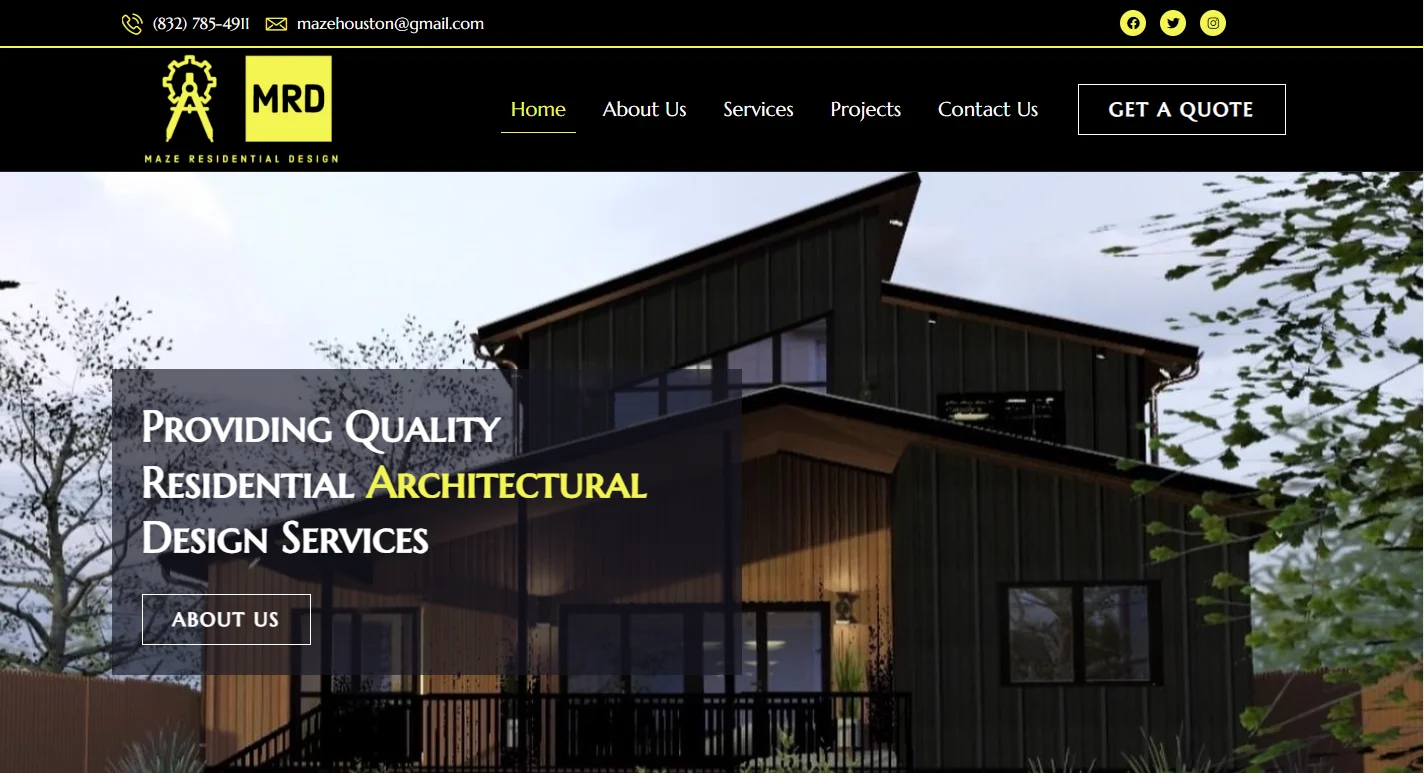 (832) 785-4911 mazehouston@gmail.com
MRD
MAZE RESIDENTIAL DESIGN
Home About Us Services Projects Contact Us GET A QUOTE
Providing Quality
Residential Architectural
Design Services
ABOUT US